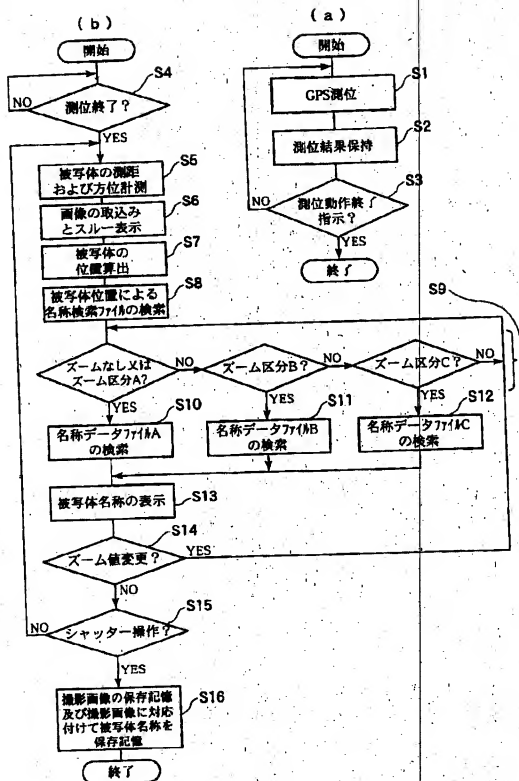 (b)
開始
S4
測位終了?
NO
YES
S5
被写体の測距
および方位計測
S6
画像の取込み
とスルー表示
S7
被写体の
位置算出
S8
被写体位置による
名称検索ファイルの検索
S9
ズームなし又は
ズーム区分A?
NO
ズーム区分B?
NO
ズーム区分C?
NO
YES
S10
YES
S11
YES
S12
名称データファイルA
の検索
名称データファイルB
の検索
名称データファイルC
の検索
S13
被写体名称の表示
S14
ズーム値変更?
YES
NO
S15
シャッター操作?
NO
YES
S16
撮影画像の保存記憶
及び撮影画像に対応
付けて被写体名称を
保存記憶
終了
(a)
開始
S1
GPS測位
S2
測位結果保持
S3
測位動作終了
指示?
NO
YES
終了